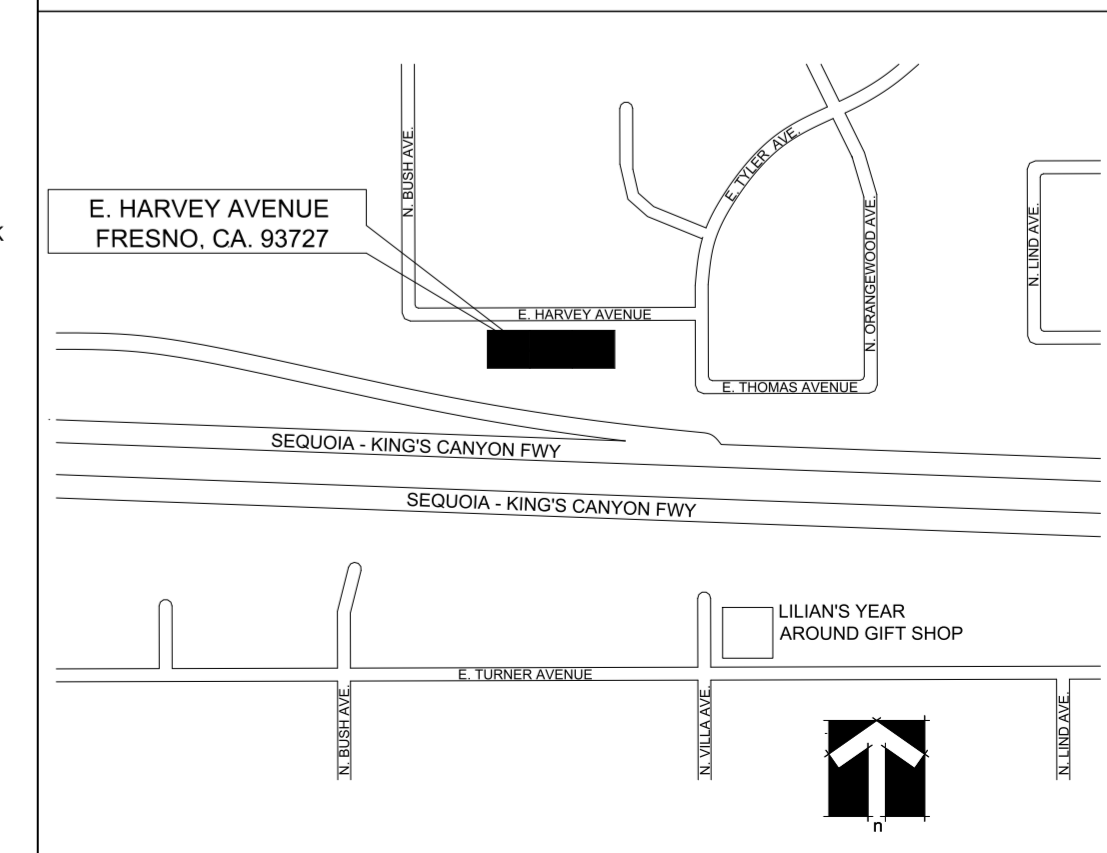 N. BUSH AVE.
E. TYLER AVE.
K
E. HARVEY AVENUE
FRESNO, CA. 93727
N. ORANGEWOOD AVE.
N. LIND AVE.
E. HARVEY AVENUE
E. THOMAS AVENUE
SEQUOIA - KING'S CANYON FWY
SEQUOIA - KING'S CANYON FWY
LILIAN'S YEAR
AROUND GIFT SHOP
E. TURNER AVENUE
N. BUSH AVE.
N. VILLA AVE.
N. LIND AVE.
n